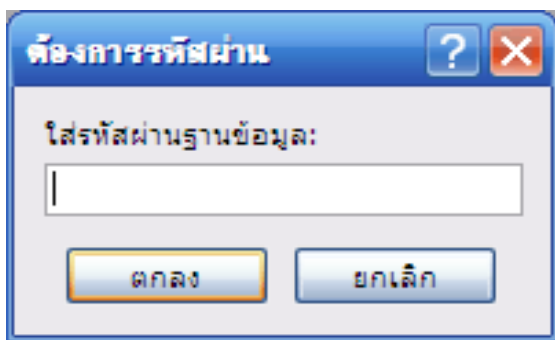 ต้องการรหัสผ่าน
ใส่รหัสผ่านฐานข้อมูล:
ตกลง ยกเลิก